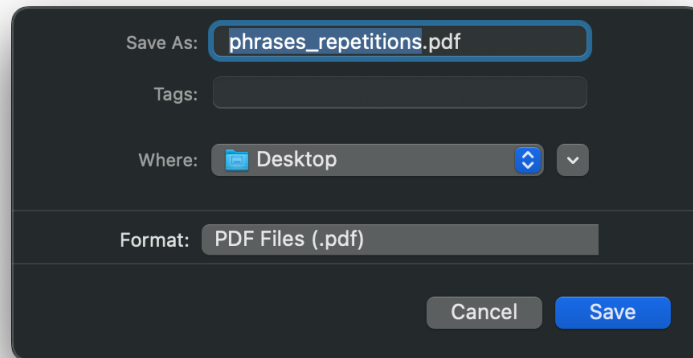 Save As: phrases_repetitions.pdf
Tags:
Where: Desktop
Format: PDF Files (.pdf)
Cancel Save